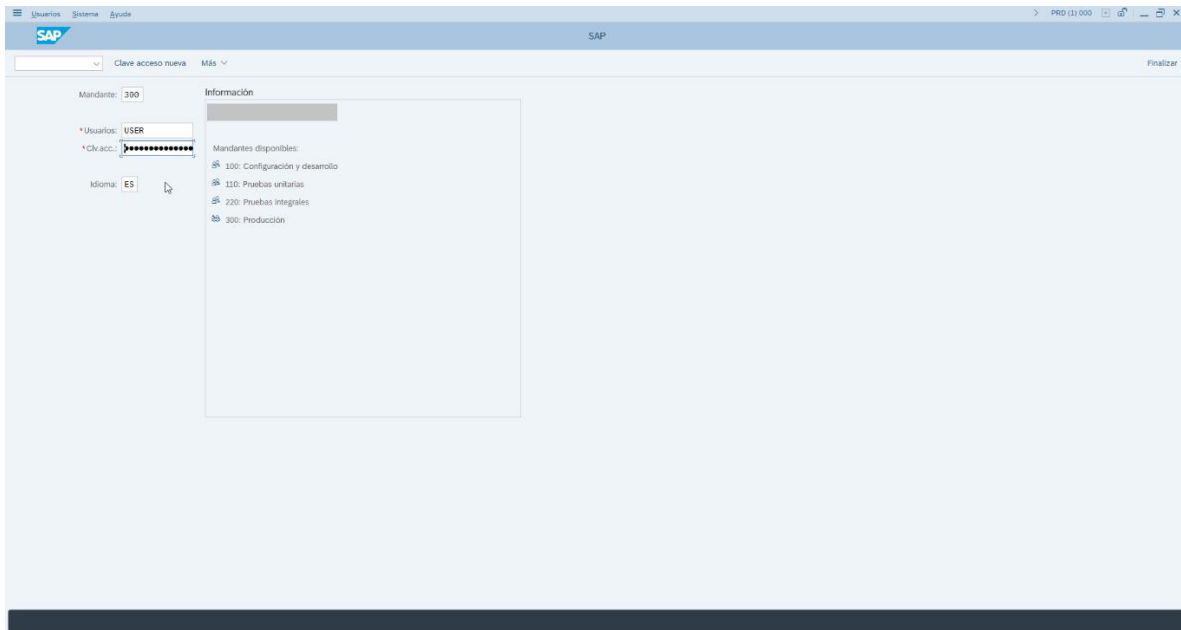 Usuarios Sistema Ayuda
PRD (1) 000
SAP
SAP
Clave acceso nueva Más
Finalizar
Mandante: 300
Información
*Usuarios: USER
*Clv.acc.:
Mandantes disponibles:
100: Configuración y desarrollo
110: Pruebas unitarias
220: Pruebas integrales
300: Producción
Idioma: ES